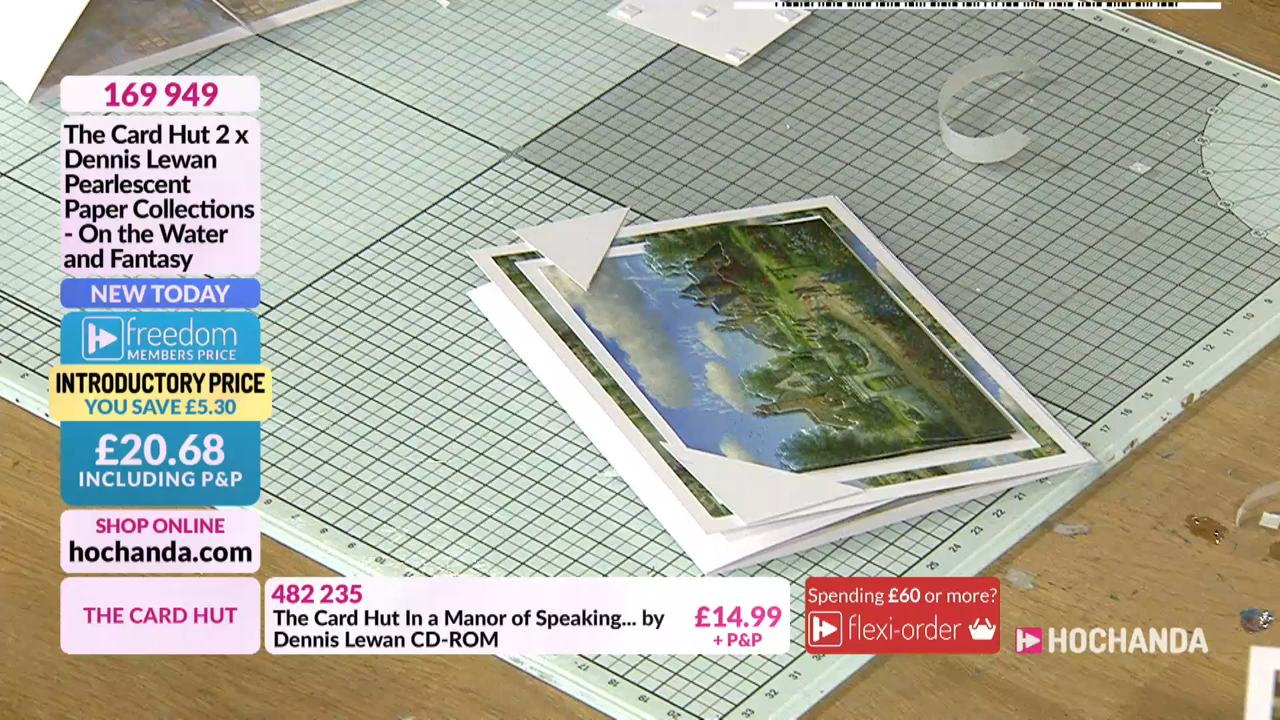 169 949
The Card Hut 2 x
Dennis Lewan
Pearlescent
Paper Collections
- On the Water
and Fantasy
NEW TODAY
freedom
MEMBERS PRICE
INTRODUCTORY PRICE
YOU SAVE £5.30
£20.68
INCLUDING P&P
SHOP ONLINE
hochanda.com
THE CARD HUT
482 235
The Card Hut In a Manor of Speaking... by
Dennis Lewan CD-ROM
£14.99
+ P&P
Spending £60 or more?
flexi-order
HOCHANDA